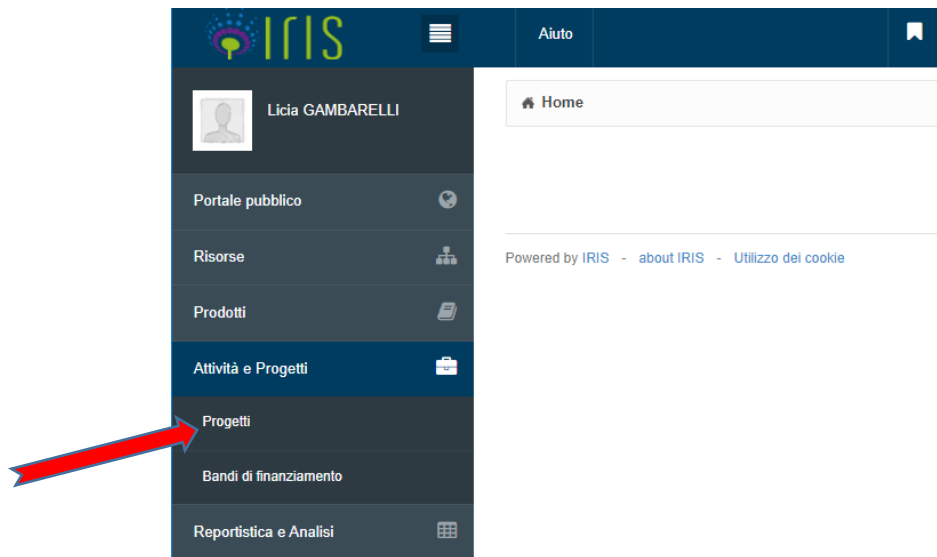 IRIS
Aiuto
Licia GAMBARELLI
Home
Portale pubblico
Risorse
Powered by IRIS - about IRIS - Utilizzo dei cookie
Prodotti
Attività e Progetti
Progetti
Bandi di finanziamento
Reportistica e Analisi